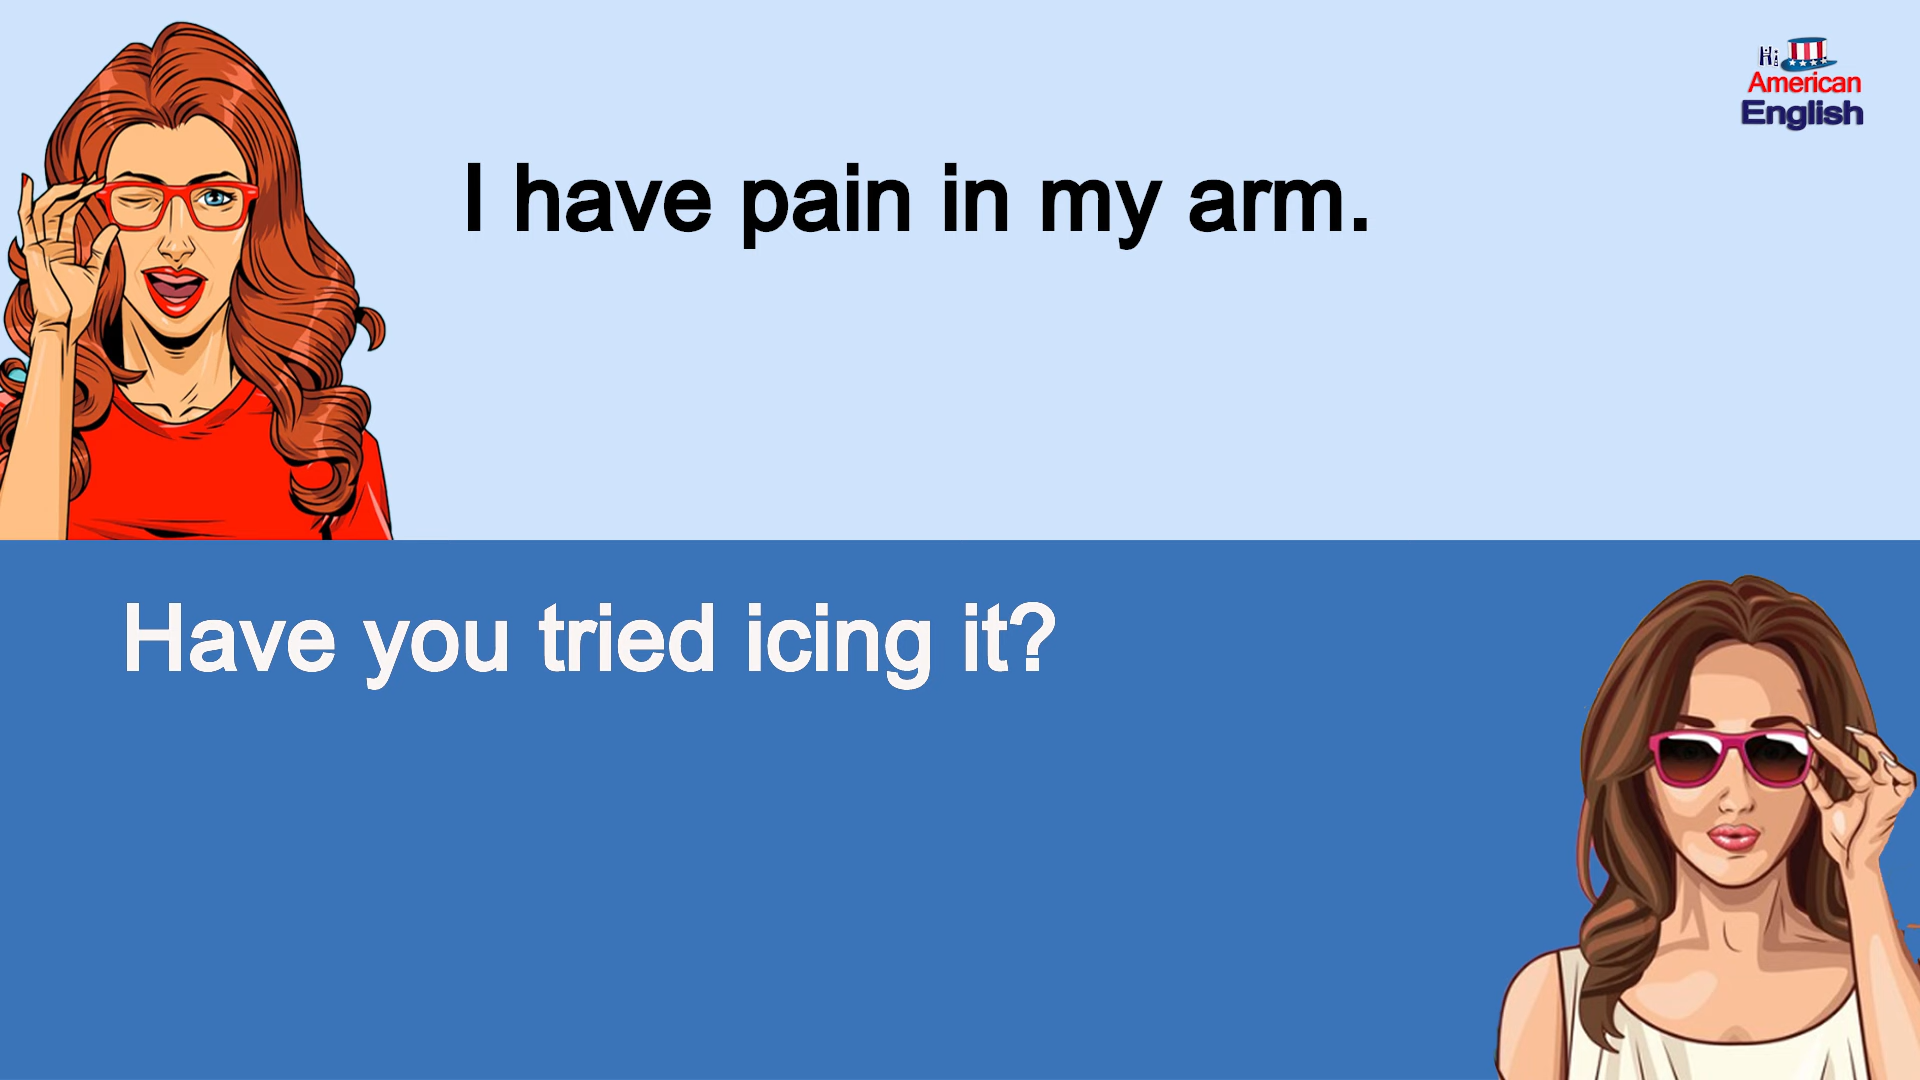 Hi
American
English
I have pain in my arm.
Have you tried icing it?